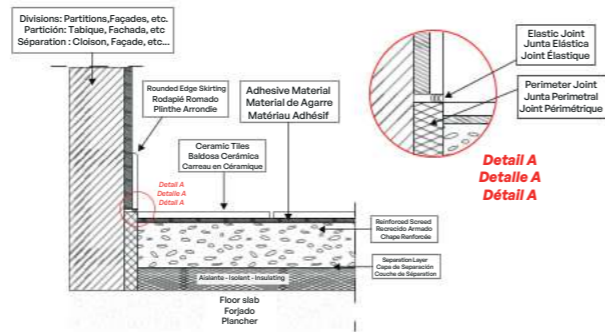 Divisions: Partitions,Façades, etc.
Partición: Tabique, Fachada, etc
Séparation : Cloison, Façade, etc...
Rounded Edge Skirting
Rodapié Romado
Plinthe Arrondie
Adhesive Material
Material de Agarre
Matériau Adhésif
Ceramic Tiles
Baldosa Cerámica
Carreau en Céramique
Detail A
Detalle A
Détail A
Elastic Joint
Junta Elástica
Joint Élastique
Perimeter Joint
Junta Perimetral
Joint Périmétrique
Detail A
Detalle A
Détail A
Reinforced Screed
Recrecido Armado
Chape Renforcée
Separation Layer
Capa de Separación
Couche de Séparation
Aislante - Isolant - Insulating
Floor slab
Forjado
Plancher